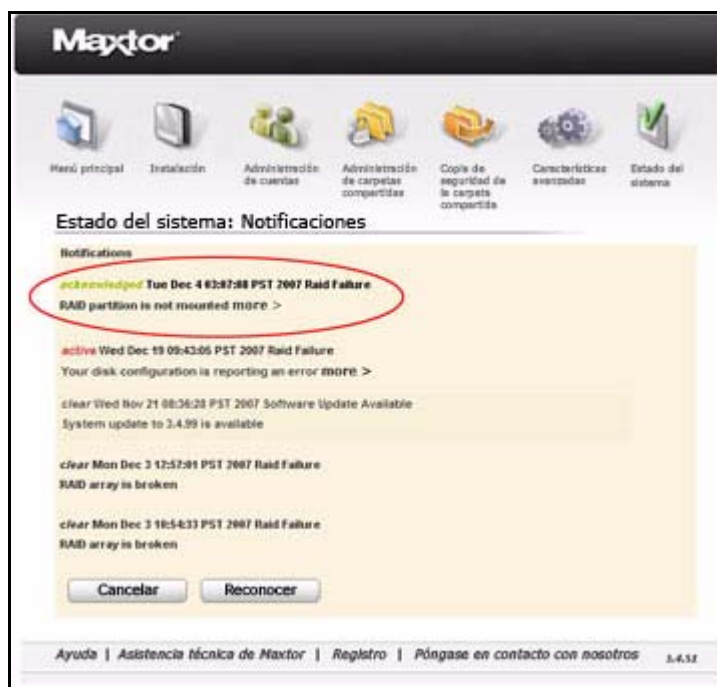 Maxtor
Menú principal
Instalación
Administración
de cuentas
Administración
de carpetas
compartidas
Copia de
seguridad de
la carpeta
compartida
Características
avanzadas
Estado del
sistema
Estado del sistema: Notificaciones
Notifications
acknowledged Tue Dec 4 03:07:08 PST 2007 Raid Failure
RAID partition is not mounted more >
active Wed Dec 19 09:43:05 PST 2007 Raid Failure
Your disk configuration is reporting an error more >
clear Wed Nov 21 08:36:28 PST 2007 Software Update Available
System update to 3.4.99 is available
clear Mon Dec 3 12:57:01 PST 2007 Raid Failure
RAID array is broken
clear Mon Dec 3 10:54:33 PST 2007 Raid Failure
RAID array is broken
Cancelar Reconocer
Ayuda | Asistencia técnica de Maxtor | Registro | Póngase en contacto con nosotros